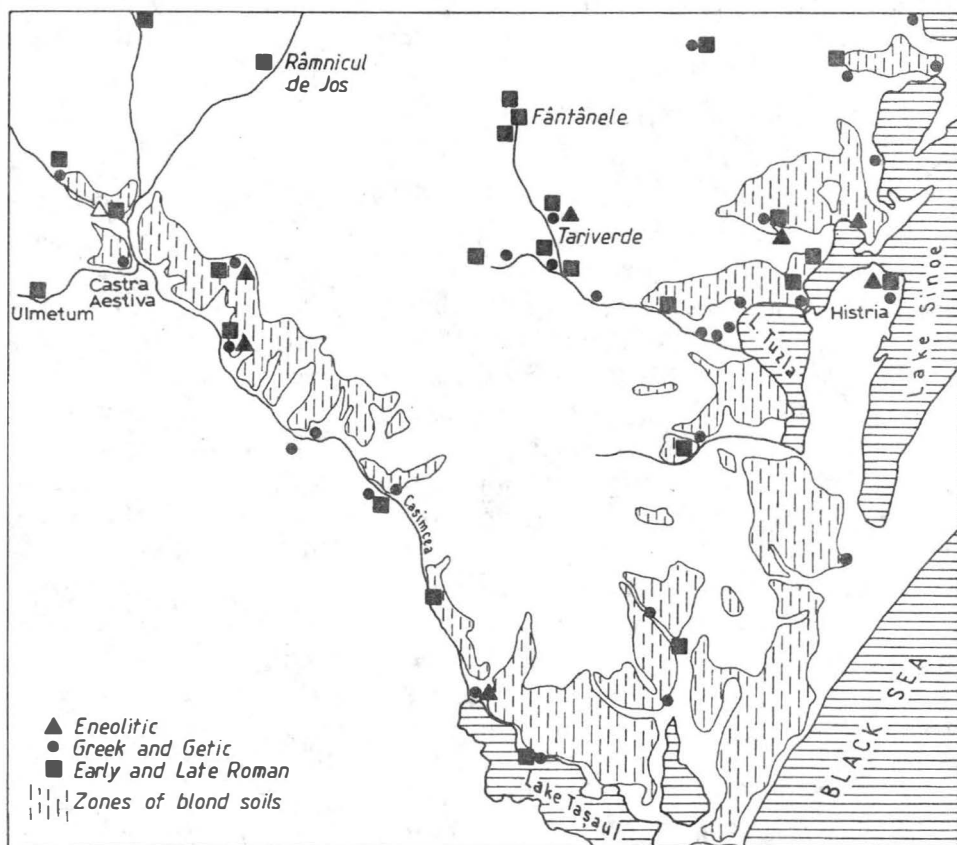 Râmnicul
de Jos
Fântânele
Tariverde
Castra
Aestiva
Ulmetum
Histria
L. Tuzla
Lake Sinoe
Casimcea
BLACK SEA
Lake Taşaul
Eneolitic
Greek and Getic
Early and Late Roman
Zones of blond soils